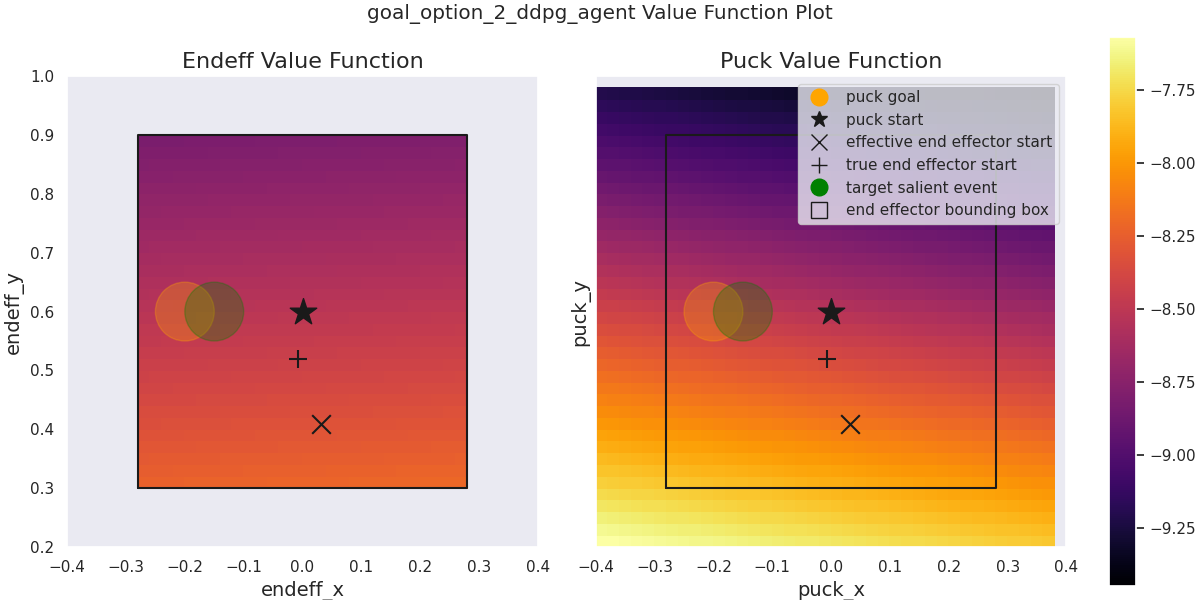 goal_option_2_ddpg_agent Value Function Plot
Endeff Value Function
1.0
0.9
0.8
0.7
0.6
0.5
0.4
0.3
0.2
endeff_y
−0.4 −0.3 −0.2 −0.1 0.0 0.1 0.2 0.3 0.4
endeff_x
Puck Value Function
puck goal
puck start
effective end effector start
true end effector start
target salient event
end effector bounding box
puck_y
−0.4 −0.3 −0.2 −0.1 0.0 0.1 0.2 0.3 0.4
puck_x
−7.75
−8.00
−8.25
−8.50
−8.75
−9.00
−9.25